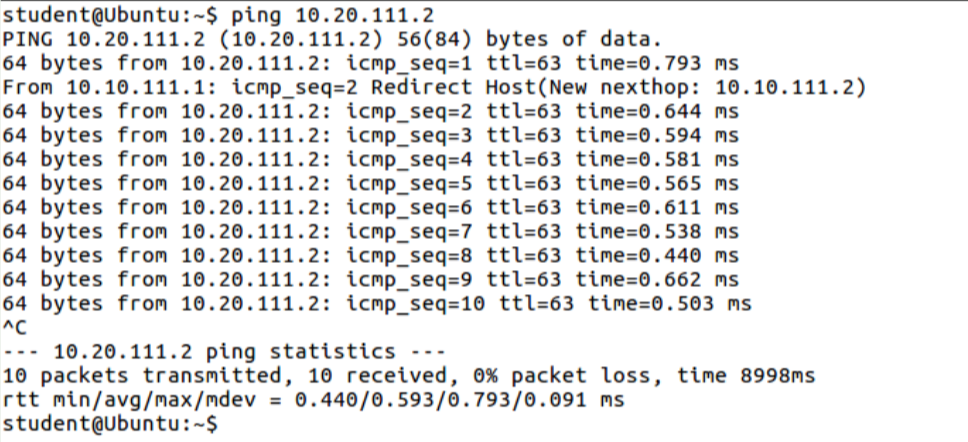 student@Ubuntu:~$ ping 10.20.111.2
PING 10.20.111.2 (10.20.111.2) 56(84) bytes of data.
64 bytes from 10.20.111.2: icmp_seq=1 ttl=63 time=0.793 ms
From 10.10.111.1: icmp_seq=2 Redirect Host(New nexthop: 10.10.111.2)
64 bytes from 10.20.111.2: icmp_seq=2 ttl=63 time=0.644 ms
64 bytes from 10.20.111.2: icmp_seq=3 ttl=63 time=0.594 ms
64 bytes from 10.20.111.2: icmp_seq=4 ttl=63 time=0.581 ms
64 bytes from 10.20.111.2: icmp_seq=5 ttl=63 time=0.565 ms
64 bytes from 10.20.111.2: icmp_seq=6 ttl=63 time=0.611 ms
64 bytes from 10.20.111.2: icmp_seq=7 ttl=63 time=0.538 ms
64 bytes from 10.20.111.2: icmp_seq=8 ttl=63 time=0.440 ms
64 bytes from 10.20.111.2: icmp_seq=9 ttl=63 time=0.662 ms
64 bytes from 10.20.111.2: icmp_seq=10 ttl=63 time=0.503 ms
^C
--- 10.20.111.2 ping statistics ---
10 packets transmitted, 10 received, 0% packet loss, time 8998ms
rtt min/avg/max/mdev = 0.440/0.593/0.793/0.091 ms
student@Ubuntu:~$